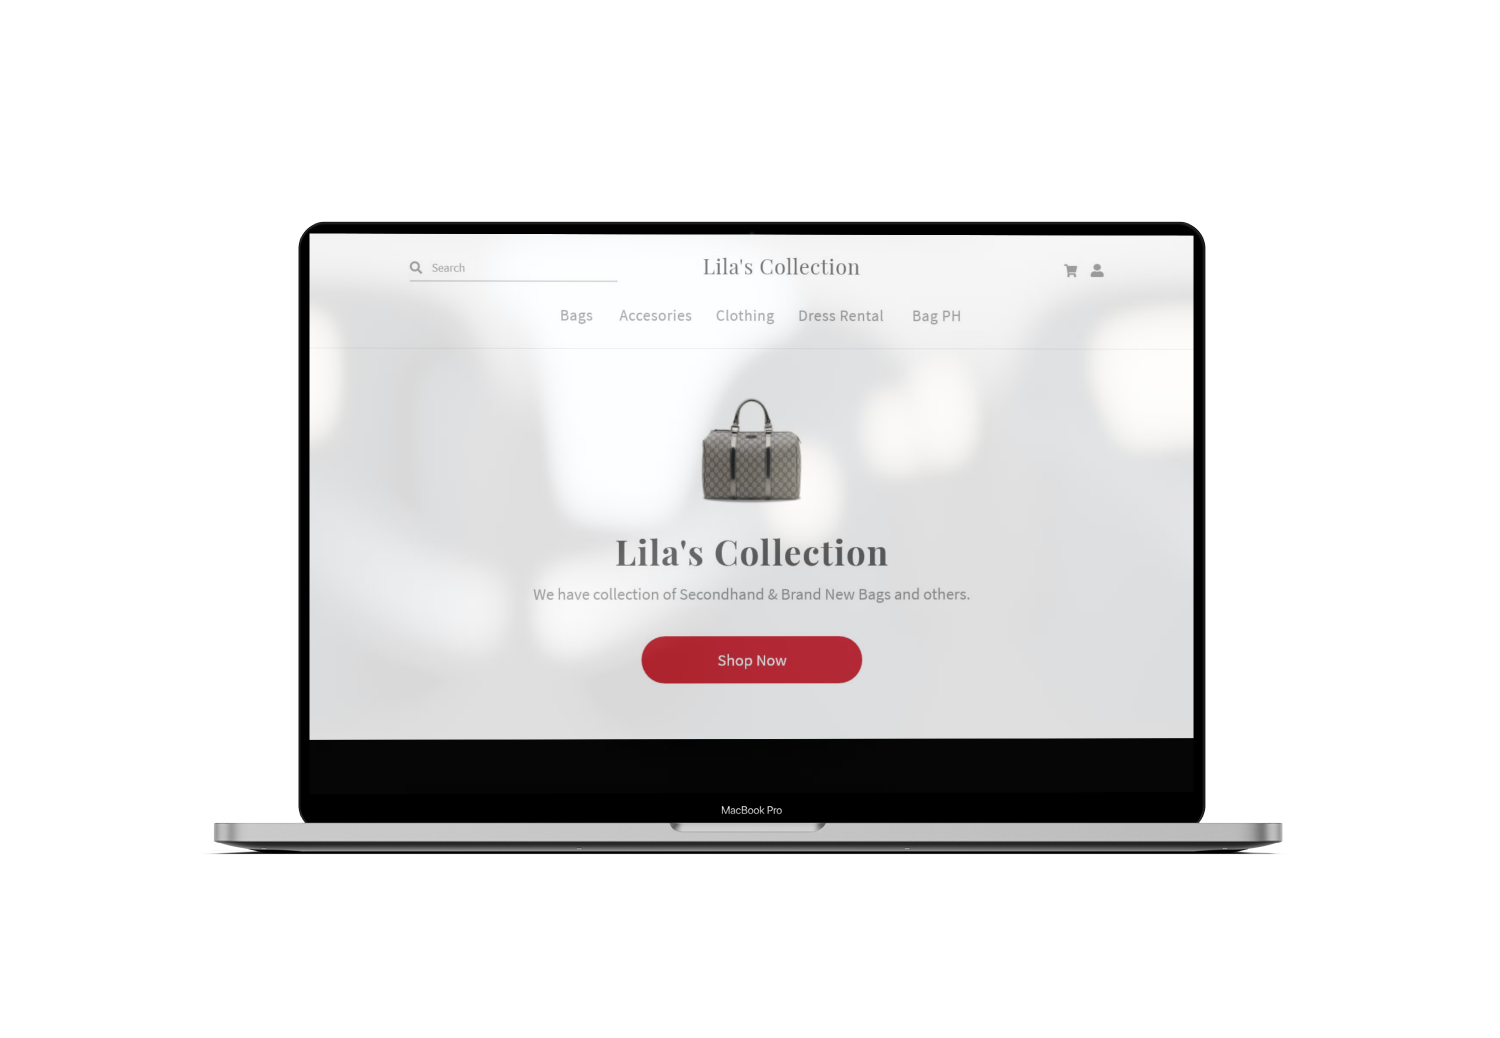 Search
Lila's Collection
Bags Accesories Clothing Dress Rental Bag PH
Lila's Collection
We have collection of Secondhand & Brand New Bags and others.
Shop Now
MacBook Pro